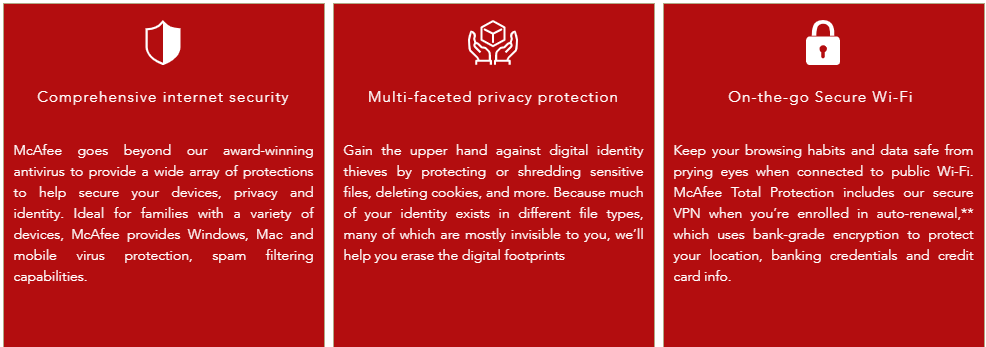 Comprehensive internet security
McAfee goes beyond our award-winning
antivirus to provide a wide array of protections
to help secure your devices, privacy and
identity. Ideal for families with a variety of
devices, McAfee provides Windows, Mac and
mobile virus protection, spam filtering
capabilities.
Multi-faceted privacy protection
Gain the upper hand against digital identity
thieves by protecting or shredding sensitive
files, deleting cookies, and more. Because much
of your identity exists in different file types,
many of which are mostly invisible to you, we’ll
help you erase the digital footprints
On-the-go Secure Wi-Fi
Keep your browsing habits and data safe from
prying eyes when connected to public Wi-Fi.
McAfee Total Protection includes our secure
VPN when you’re enrolled in auto-renewal,**
which uses bank-grade encryption to protect
your location, banking credentials and credit
card info.